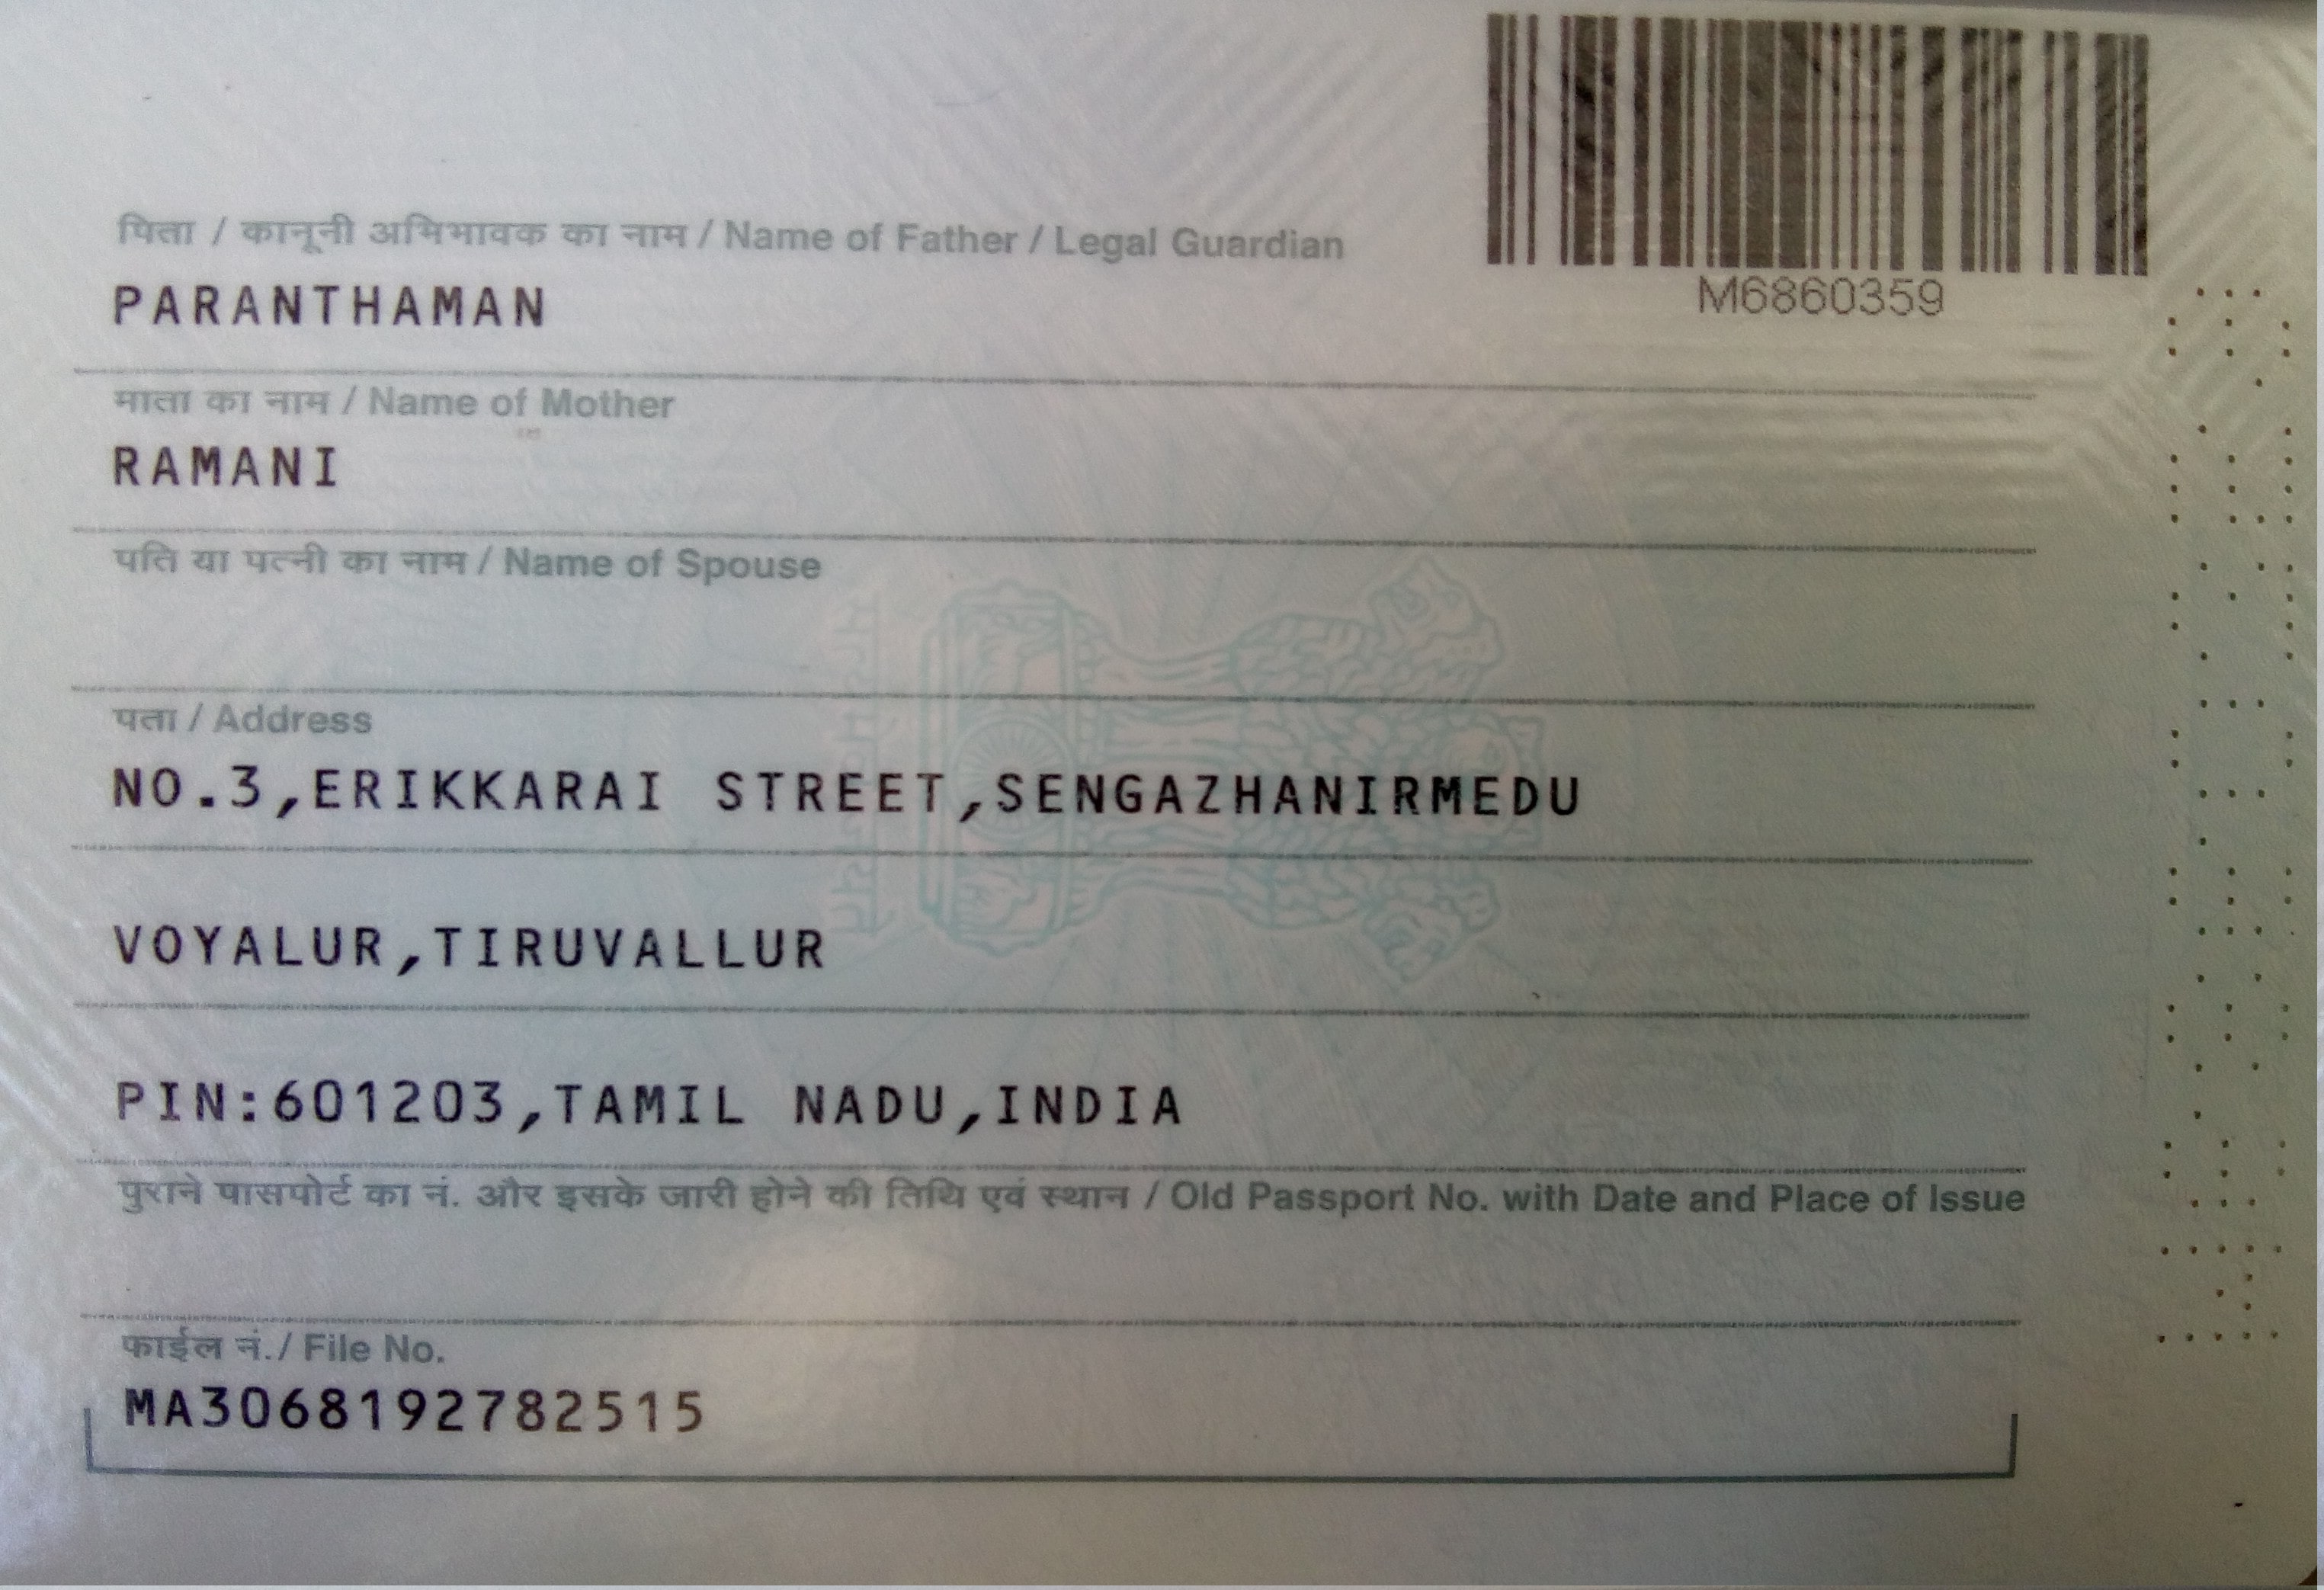 M6860359
पिता / कानूनी अभिभावक का नाम / Name of Father / Legal Guardian
PARANTHAMAN
माता का नाम / Name of Mother
RAMANI
पति या पत्नी का नाम / Name of Spouse
पता / Address
NO.3,ERIKKARAI STREET,SENGAZHANIRMEDU
VOYALUR,TIRUVALLUR
PIN:601203,TAMIL NADU,INDIA
पुराने पासपोर्ट का नं. और इसके जारी होने की तिथि एवं स्थान / Old Passport No. with Date and Place of Issue
फाईल नं./ File No.
MA3068192782515